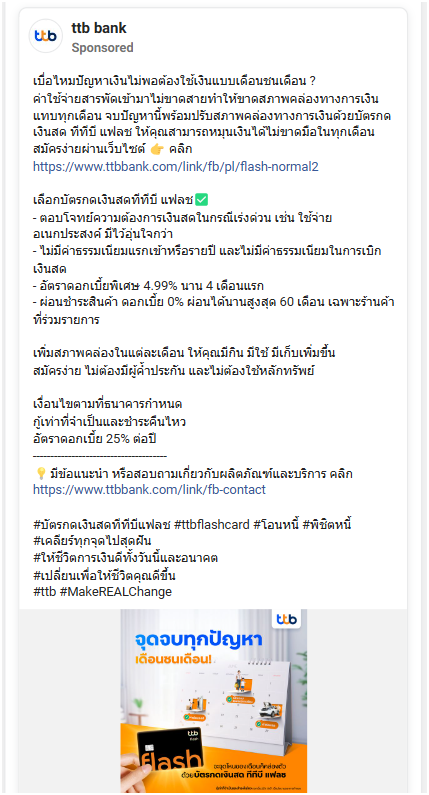 ttb
ttb bank
Sponsored
เบื่อไหมปัญหาเงินไม่พอต้องใช้เงินแบบเดือนชนเดือน ?
ค่าใช้จ่ายสารพัดเข้ามาไม่ขาดสายทำให้ขาดสภาพคล่องทางการเงิน
แทบทุกเดือน จบปัญหานี้พร้อมปรับสภาพคล่องทางการเงินด้วยบัตรกด
เงินสด ทีทีบี แฟลช ให้คุณสามารถหมุนเงินได้ไม่ขาดมือในทุกเดือน
สมัครง่ายผ่านเว็บไซต์ 👉 คลิก
https://www.ttbbank.com/link/fb/pl/flash-normal2
เลือกบัตรกดเงินสดทีทีบี แฟลช✅
- ตอบโจทย์ความต้องการเงินสดในกรณีเร่งด่วน เช่น ใช้จ่าย
อเนกประสงค์ มีไว้อุ่นใจกว่า
- ไม่มีค่าธรรมเนียมแรกเข้าหรือรายปี และไม่มีค่าธรรมเนียมในการเบิก
เงินสด
- อัตราดอกเบี้ยพิเศษ 4.99% นาน 4 เดือนแรก
- ผ่อนชำระสินค้า ดอกเบี้ย 0% ผ่อนได้นานสูงสุด 60 เดือน เฉพาะร้านค้า
ที่ร่วมรายการ
เพิ่มสภาพคล่องในแต่ละเดือน ให้คุณมีกิน มีใช้ มีเก็บเพิ่มขึ้น
สมัครง่าย ไม่ต้องมีผู้ค้ำประกัน และไม่ต้องใช้หลักทรัพย์
เงื่อนไขตามที่ธนาคารกำหนด
กู้เท่าที่จำเป็นและชำระคืนไหว
อัตราดอกเบี้ย 25% ต่อปี
--------------------------------------
💡มีข้อแนะนำ หรือสอบถามเกี่ยวกับผลิตภัณฑ์และบริการ คลิก
https://www.ttbbank.com/link/fb-contact
#บัตรกดเงินสดทีทีบีแฟลช #ttbflashcard #โอนหนี้ #พิชิตหนี้
#เคลียร์ทุกจุดไปสุดฝัน
#ให้ชีวิตการเงินดีทั้งวันนี้และอนาคต
#เปลี่ยนเพื่อให้ชีวิตคุณดีขึ้น
#ttb #MakeREALChange
ttb
จุดจบทุกปัญหา
เดือนชนเดือน!
ttb
flash
flash
จะจุดไหนของเดือนก็คล่องตัว
ด้วยบัตรกดเงินสด ทีทีบี แฟลช